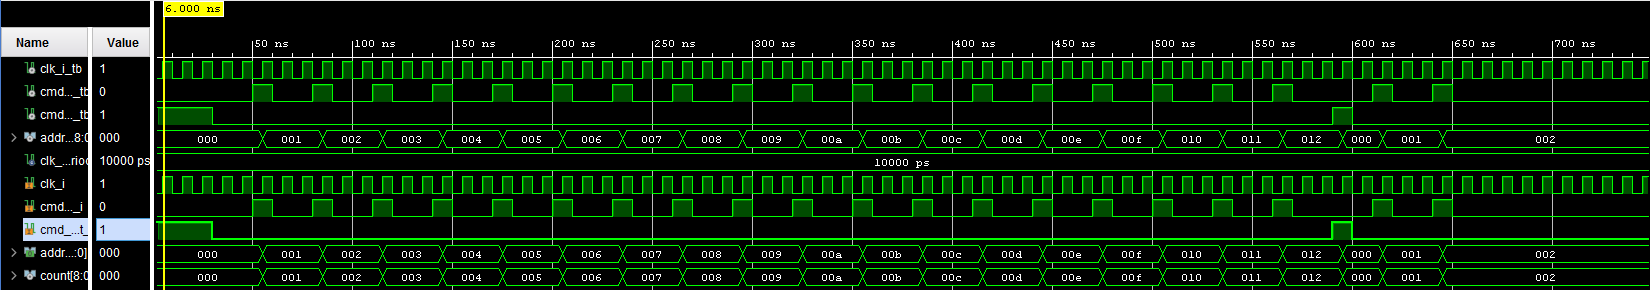 6.000 ns
Name Value
50 ns 100 ns 150 ns 200 ns 250 ns 300 ns 350 ns 400 ns 450 ns 500 ns 550 ns 600 ns 650 ns 700 ns
clk_i_tb 1
cmd..._tb 0
cmd..._tb 1
addr...8:0 000 000 001 002 003 004 005 006 007 008 009 00a 00b 00c 00d 00e 00f 010 011 012 000 001 002
clk_...riod 10000 ps 10000 ps
clk_i 1
cmd..._i 0
cmd_...t_ 1
addr...:0] 000 000 001 002 003 004 005 006 007 008 009 00a 00b 00c 00d 00e 00f 010 011 012 000 001 002
count[8:0 000 000 001 002 003 004 005 006 007 008 009 00a 00b 00c 00d 00e 00f 010 011 012 000 001 002